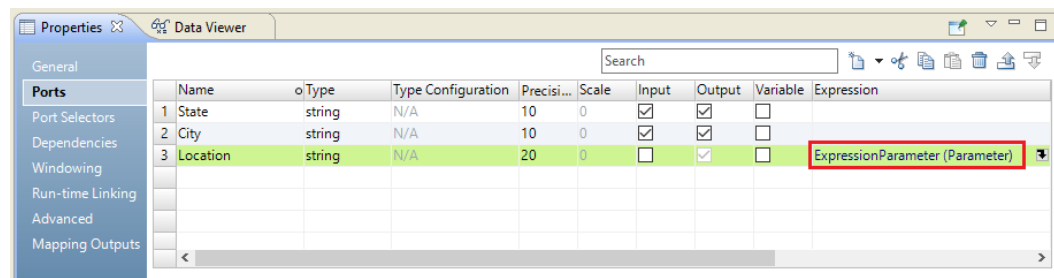 Properties Data Viewer
Search
General
Ports
Port Selectors
Dependencies
Windowing
Run-time Linking
Advanced
Mapping Outputs
Name o Type Type Configuration Precisi... Scale Input Output Variable Expression
1 State string N/A 10 0
2 City string N/A 10 0
3 Location string N/A 20 0 ExpressionParameter (Parameter)